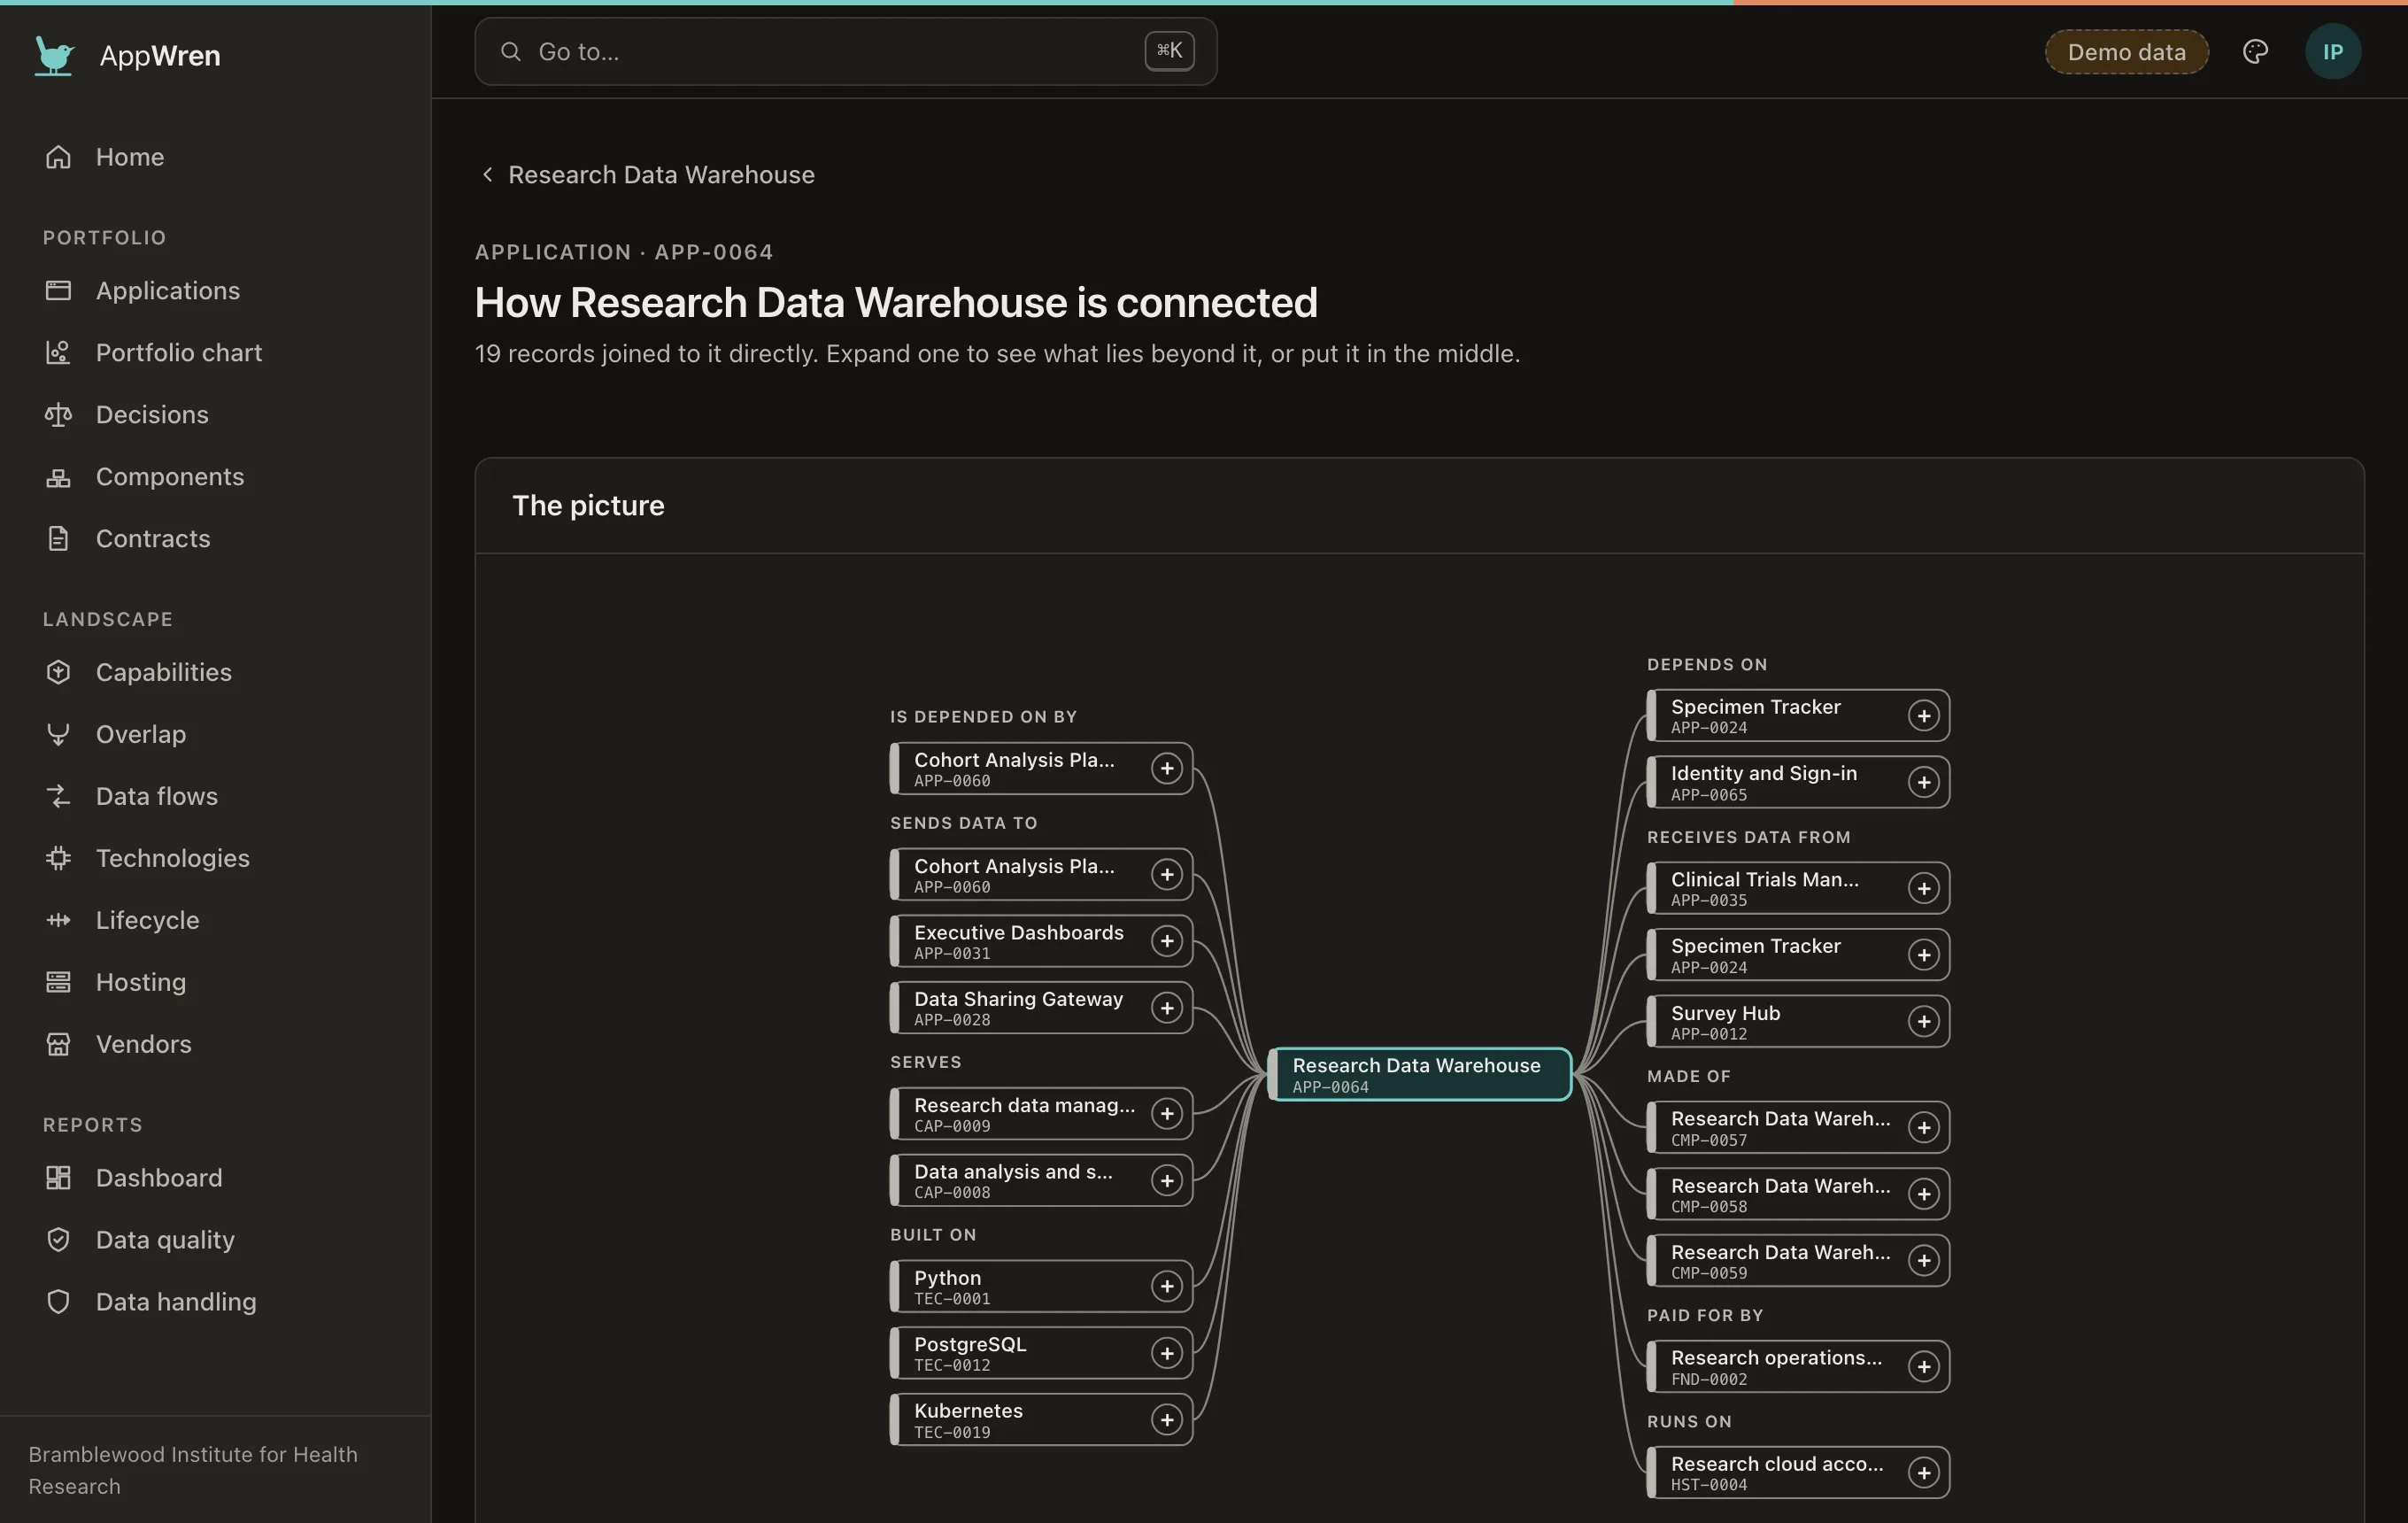 AppWren
Go to...
⌘K
Demo data
IP
Home
PORTFOLIO
Applications
Portfolio chart
Decisions
Components
Contracts
LANDSCAPE
Capabilities
Overlap
Data flows
Technologies
Lifecycle
Hosting
Vendors
REPORTS
Dashboard
Data quality
Data handling
Bramblewood Institute for Health
Research
Research Data Warehouse
APPLICATION · APP-0064
How Research Data Warehouse is connected
19 records joined to it directly. Expand one to see what lies beyond it, or put it in the middle.
The picture
IS DEPENDED ON BY
Cohort Analysis Pla...
APP-0060
SENDS DATA TO
Cohort Analysis Pla...
APP-0060
Executive Dashboards
APP-0031
Data Sharing Gateway
APP-0028
SERVES
Research data manag...
CAP-0009
Data analysis and s...
CAP-0008
BUILT ON
Python
TEC-0001
PostgreSQL
TEC-0012
Kubernetes
TEC-0019
Research Data Warehouse
APP-0064
DEPENDS ON
Specimen Tracker
APP-0024
Identity and Sign-in
APP-0065
RECEIVES DATA FROM
Clinical Trials Man...
APP-0035
Specimen Tracker
APP-0024
Survey Hub
APP-0012
MADE OF
Research Data Wareh...
CMP-0057
Research Data Wareh...
CMP-0058
Research Data Wareh...
CMP-0059
PAID FOR BY
Research operations...
FND-0002
RUNS ON
Research cloud acco...
HST-0004